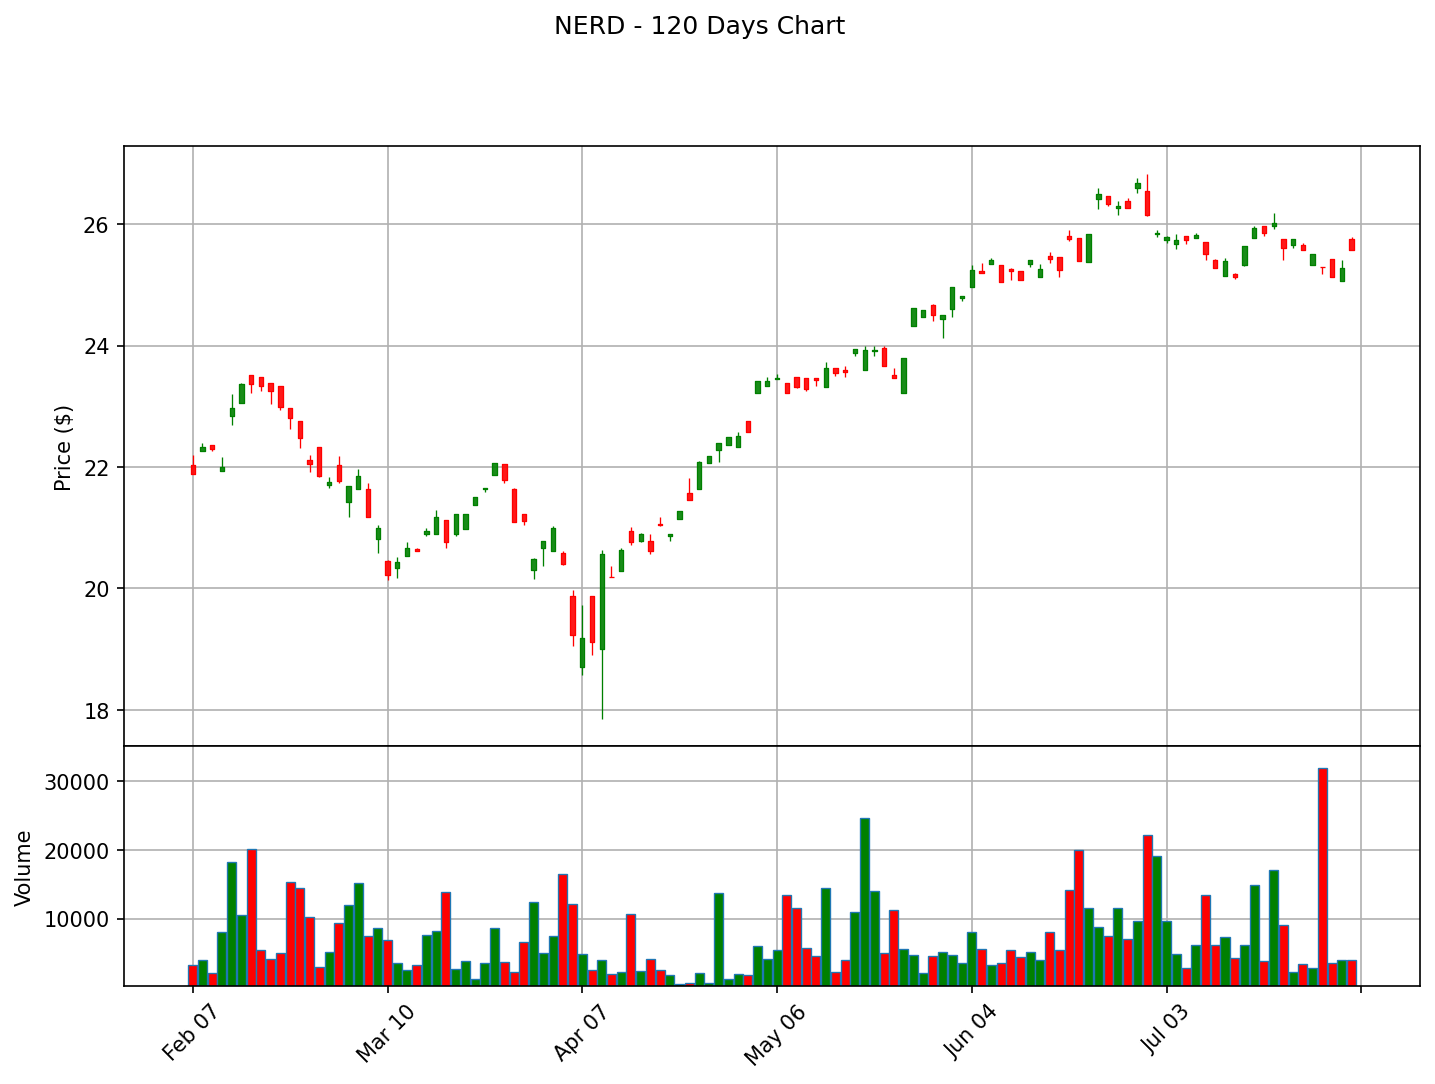 NERD - 120 Days Chart
Price ($)
26
24
22
20
18
Volume
30000
20000
10000
Feb 07
Mar 10
Apr 07
May 06
Jun 04
Jul 03